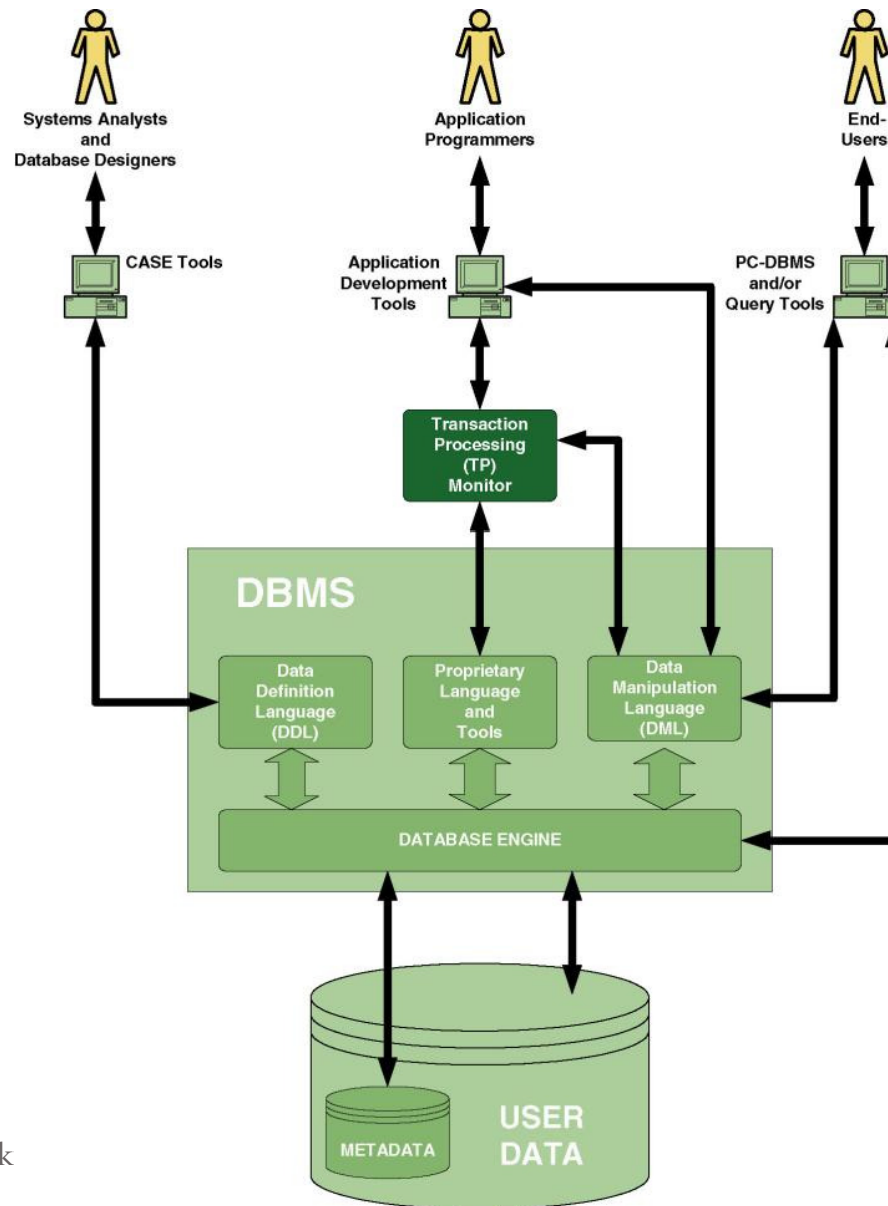 Systems Analysts
and
Database Designers
Application
Programmers
End-
Users
CASE Tools
Application
Development
Tools
PC-DBMS
and/or
Query Tools
Transaction
Processing
(TP)
Monitor
DBMS
Data
Definition
Language
(DDL)
Proprietary
Language
and
Tools
Data
Manipulation
Language
(DML)
DATABASE ENGINE
METADATA
USER
DATA
k